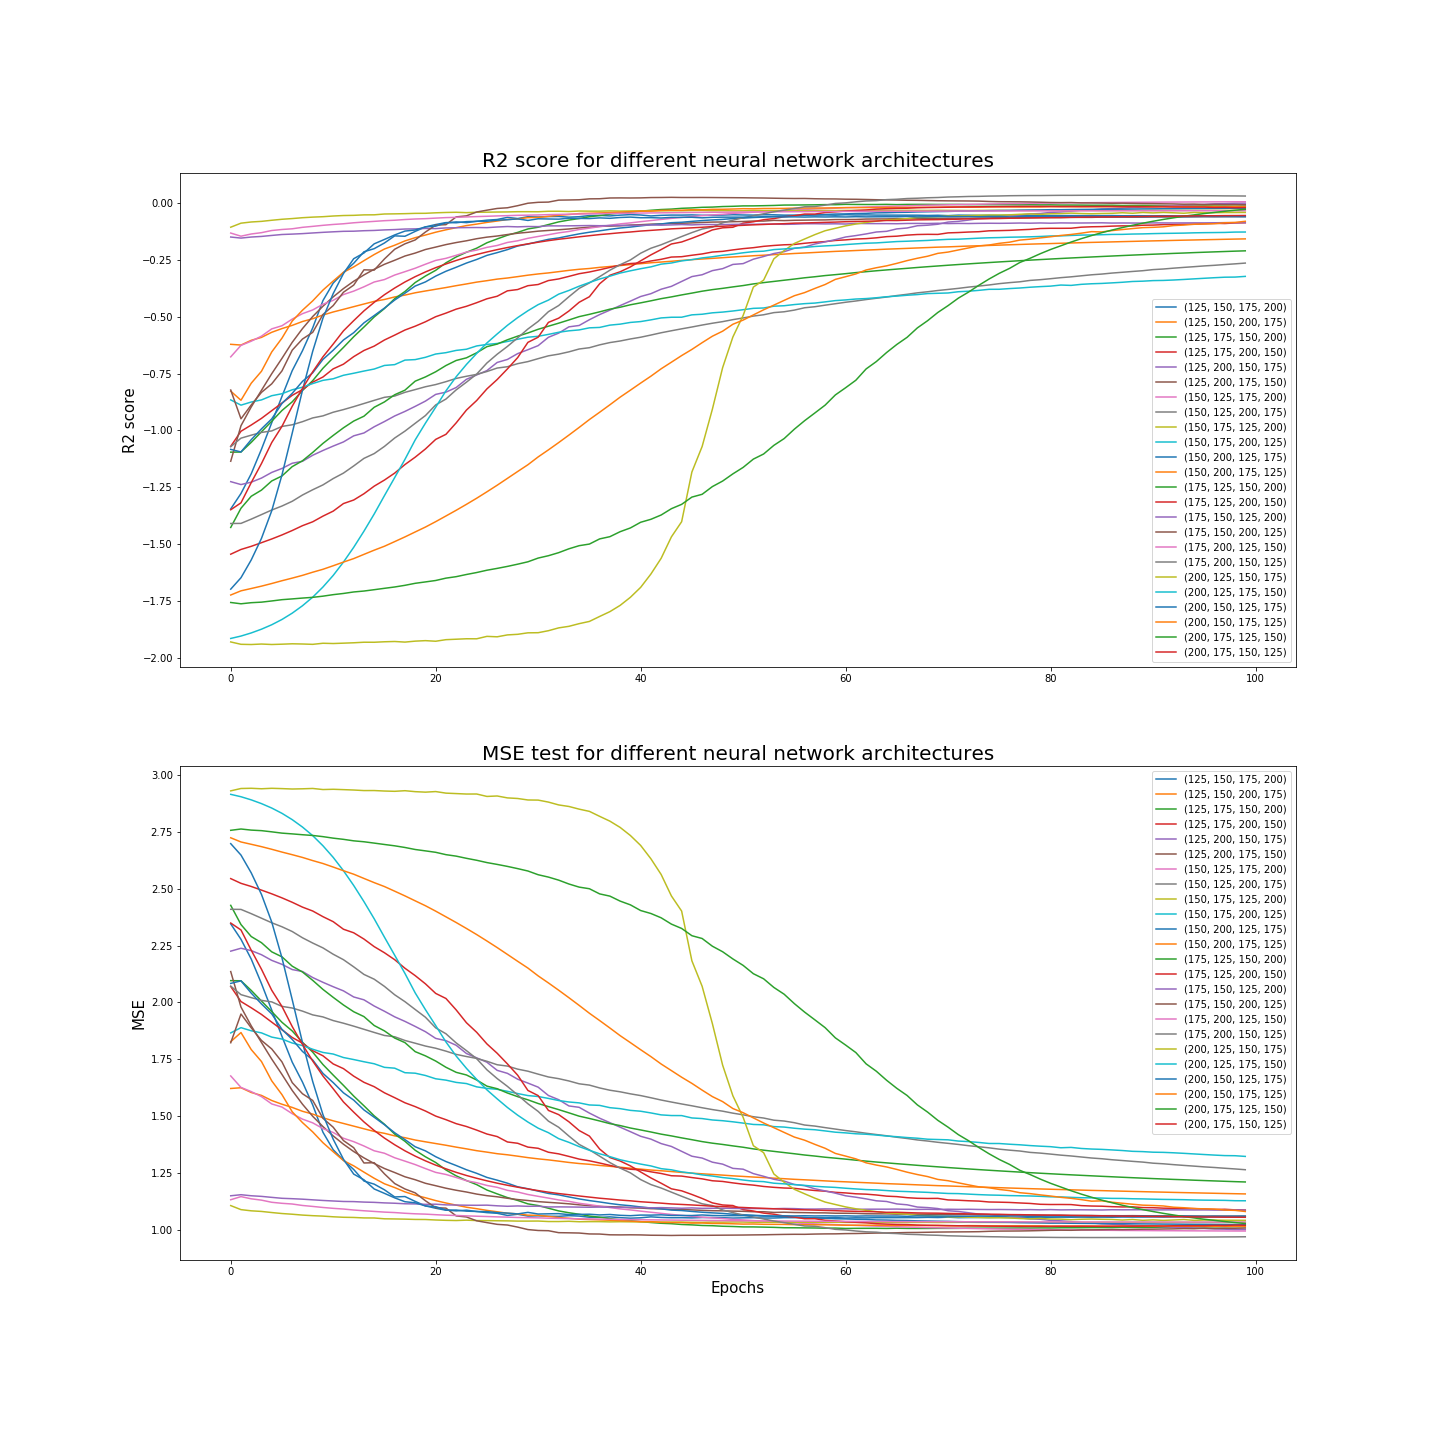 R2 score for different neural network architectures
0.00
−0.25
−0.50
−0.75
−1.00
−1.25
−1.50
−1.75
−2.00
R2 score
0
20
40
60
80
100
(125, 150, 175, 200)
(125, 150, 200, 175)
(125, 175, 150, 200)
(125, 175, 200, 150)
(125, 200, 150, 175)
(125, 200, 175, 150)
(150, 125, 175, 200)
(150, 125, 200, 175)
(150, 175, 125, 200)
(150, 175, 200, 125)
(150, 200, 125, 175)
(150, 200, 175, 125)
(175, 125, 150, 200)
(175, 125, 200, 150)
(175, 150, 125, 200)
(175, 150, 200, 125)
(175, 200, 125, 150)
(175, 200, 150, 125)
(200, 125, 150, 175)
(200, 125, 175, 150)
(200, 150, 125, 175)
(200, 150, 175, 125)
(200, 175, 125, 150)
(200, 175, 150, 125)
MSE test for different neural network architectures
3.00
2.75
2.50
2.25
2.00
1.75
1.50
1.25
1.00
MSE
0
20
40
60
80
100
Epochs
(125, 150, 175, 200)
(125, 150, 200, 175)
(125, 175, 150, 200)
(125, 175, 200, 150)
(125, 200, 150, 175)
(125, 200, 175, 150)
(150, 125, 175, 200)
(150, 125, 200, 175)
(150, 175, 125, 200)
(150, 175, 200, 125)
(150, 200, 125, 175)
(150, 200, 175, 125)
(175, 125, 150, 200)
(175, 125, 200, 150)
(175, 150, 125, 200)
(175, 150, 200, 125)
(175, 200, 125, 150)
(175, 200, 150, 125)
(200, 125, 150, 175)
(200, 125, 175, 150)
(200, 150, 125, 175)
(200, 150, 175, 125)
(200, 175, 125, 150)
(200, 175, 150, 125)